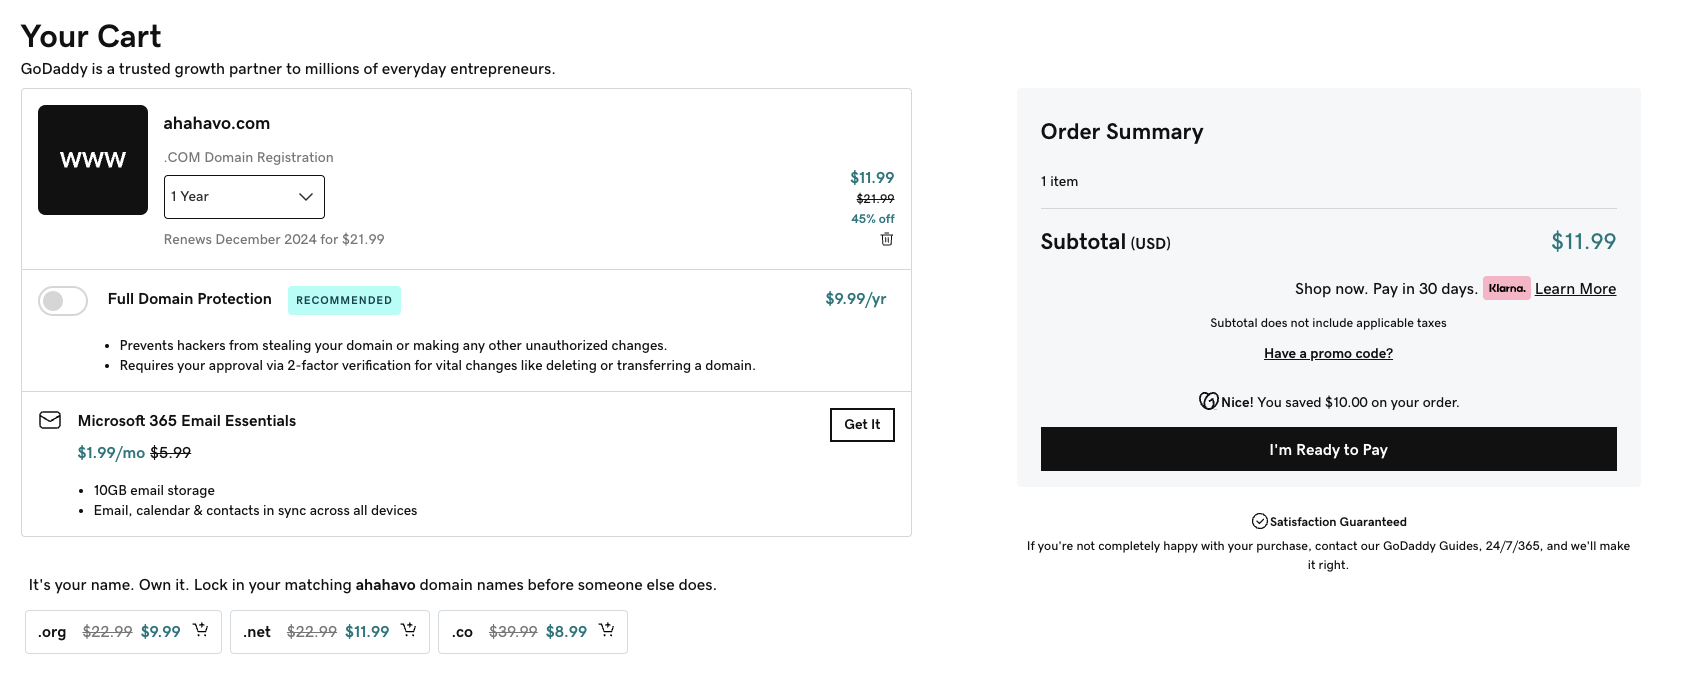 Your Cart
GoDaddy is a trusted growth partner to millions of everyday entrepreneurs.
www
ahahavo.com
.COM Domain Registration
1 Year
Renews December 2024 for $21.99
$11.99
$21.99
45% off
Full Domain Protection RECOMMENDED $9.99/yr
• Prevents hackers from stealing your domain or making any other unauthorized changes.
• Requires your approval via 2-factor verification for vital changes like deleting or transferring a domain.
Microsoft 365 Email Essentials
Get It
$1.99/mo $5.99
• 10GB email storage
• Email, calendar & contacts in sync across all devices
It's your name. Own it. Lock in your matching ahahavo domain names before someone else does.
.org $22.99 $9.99
.net $22.99 $11.99
.co $39.99 $8.99
Order Summary
1 item
Subtotal (USD) $11.99
Shop now. Pay in 30 days. Klarna. Learn More
Subtotal does not include applicable taxes
Have a promo code?
Nice! You saved $10.00 on your order.
I'm Ready to Pay
Satisfaction Guaranteed
If you're not completely happy with your purchase, contact our GoDaddy Guides, 24/7/365, and we'll make
it right.